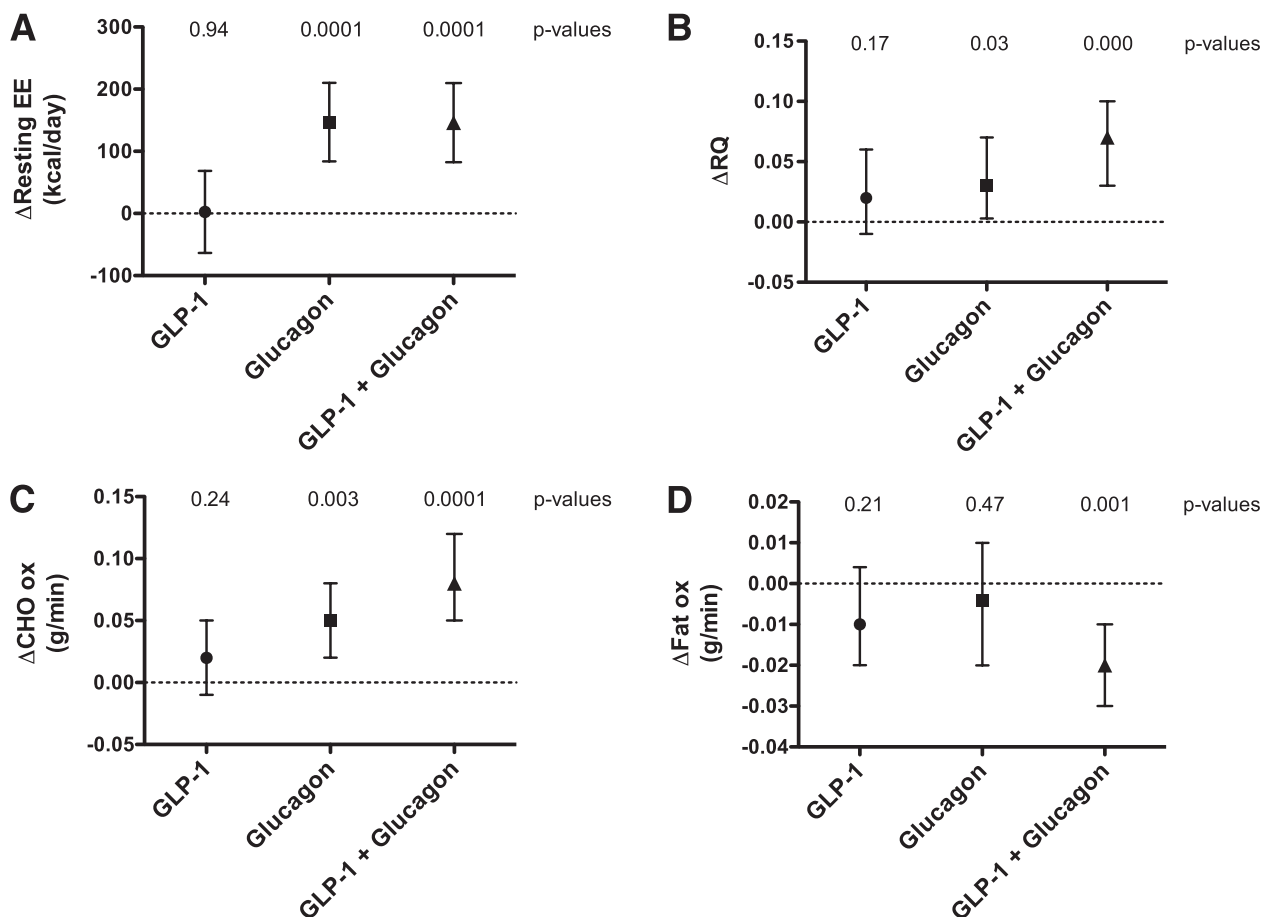 A
300
200
100
0
-100
ΔResting EE
(kcal/day)
0.94 0.0001 0.0001 p-values
GLP-1
Glucagon
GLP-1 + Glucagon
B
0.15
0.10
0.05
0.00
-0.05
ΔRQ
0.17 0.03 0.000 p-values
GLP-1
Glucagon
GLP-1 + Glucagon
C
0.15
0.10
0.05
0.00
-0.05
ΔCHO ox
(g/min)
0.24 0.003 0.0001 p-values
GLP-1
Glucagon
GLP-1 + Glucagon
D
0.02
0.01
0.00
-0.01
-0.02
-0.03
-0.04
ΔFat ox
(g/min)
0.21 0.47 0.001 p-values
GLP-1
Glucagon
GLP-1 + Glucagon